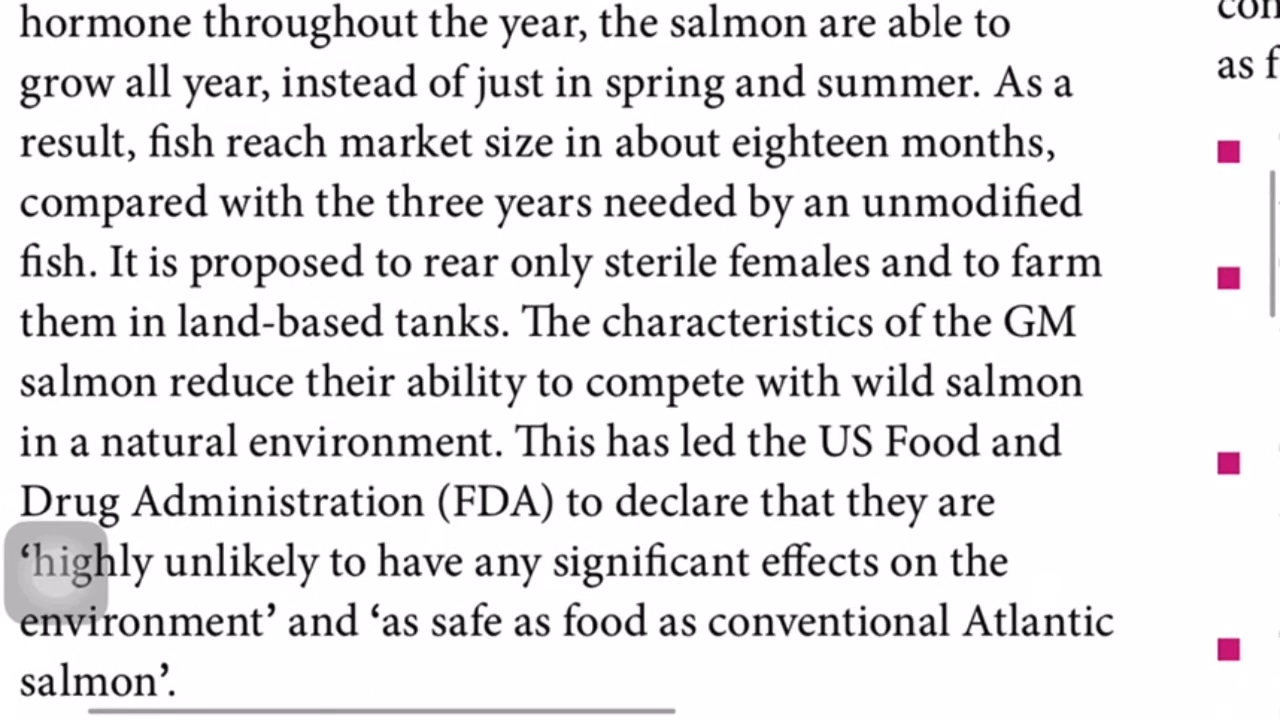 hormone throughout the year, the salmon are able to
grow all year, instead of just in spring and summer. As a
result, fish reach market size in about eighteen months,
compared with the three years needed by an unmodified
fish. It is proposed to rear only sterile females and to farm
them in land-based tanks. The characteristics of the GM
salmon reduce their ability to compete with wild salmon
in a natural environment. This has led the US Food and
Drug Administration (FDA) to declare that they are
‘highly unlikely to have any significant effects on the
environment’ and ‘as safe as food as conventional Atlantic
salmon’.
as f